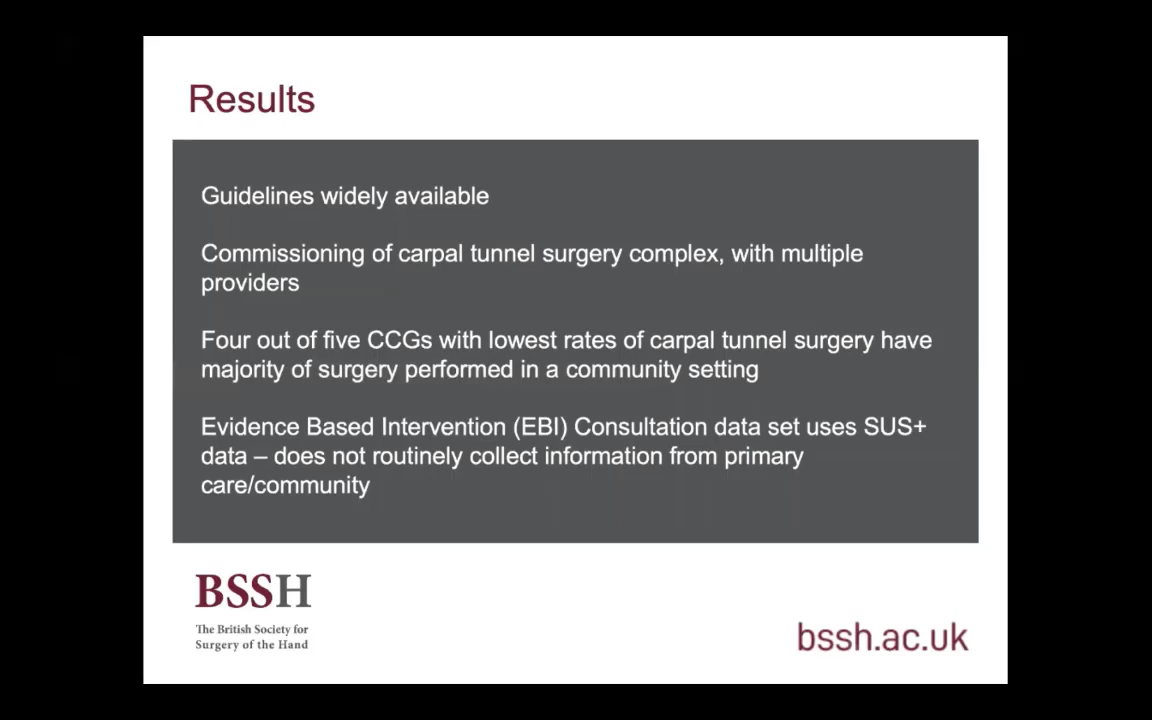 Results
Guidelines widely available
Commissioning of carpal tunnel surgery complex, with multiple
providers
Four out of five CCGs with lowest rates of carpal tunnel surgery have
majority of surgery performed in a community setting
Evidence Based Intervention (EBI) Consultation data set uses SUS+
data – does not routinely collect information from primary
care/community
BSSH
The British Society for
Surgery of the Hand
bssh.ac.uk